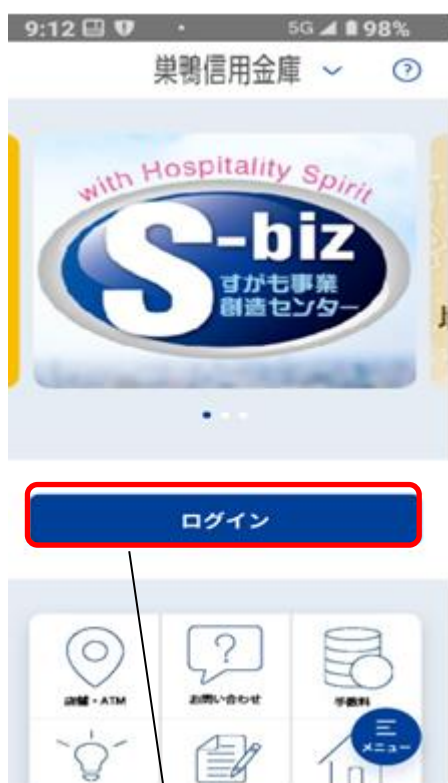 9:12 5G 98%
巣鴨信用金庫
with Hospitality Spirit
S-biz
すがも事業
創造センター
ログイン
店舗・ATM
お問い合わせ
手数料
メニュー